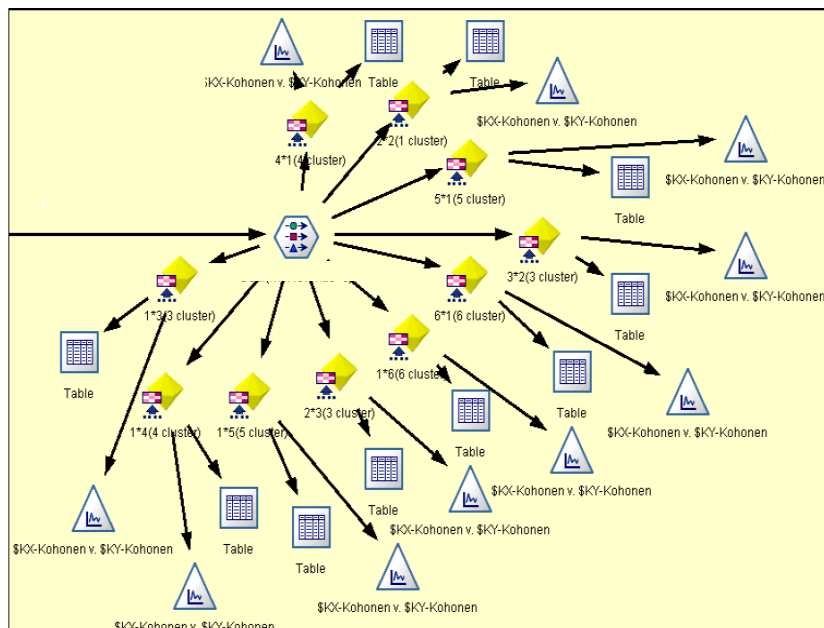 $KX-Kohonen v. $KY-Kohonen
Table
Table
$KX-Kohonen v. $KY-Kohonen
4*1(4 cluster)
2*2(1 cluster)
$KX-Kohonen v. $KY-Kohonen
5*1(5 cluster)
Table
3*2(3 cluster)
$KX-Kohonen v. $KY-Kohonen
1*3(3 cluster)
6*1(6 cluster)
Table
Table
1*6(6 cluster)
Table
1*4(4 cluster)
1*5(5 cluster)
2*3(3 cluster)
$KX-Kohonen v. $KY-Kohonen
Table
$KX-Kohonen v. $KY-Kohonen
Table
$KX-Kohonen v. $KY-Kohonen
$KX-Kohonen v. $KY-Kohonen
Table
Table
$KX-Kohonen v. $KY-Kohonen
$KX-Kohonen v. $KY-Kohonen